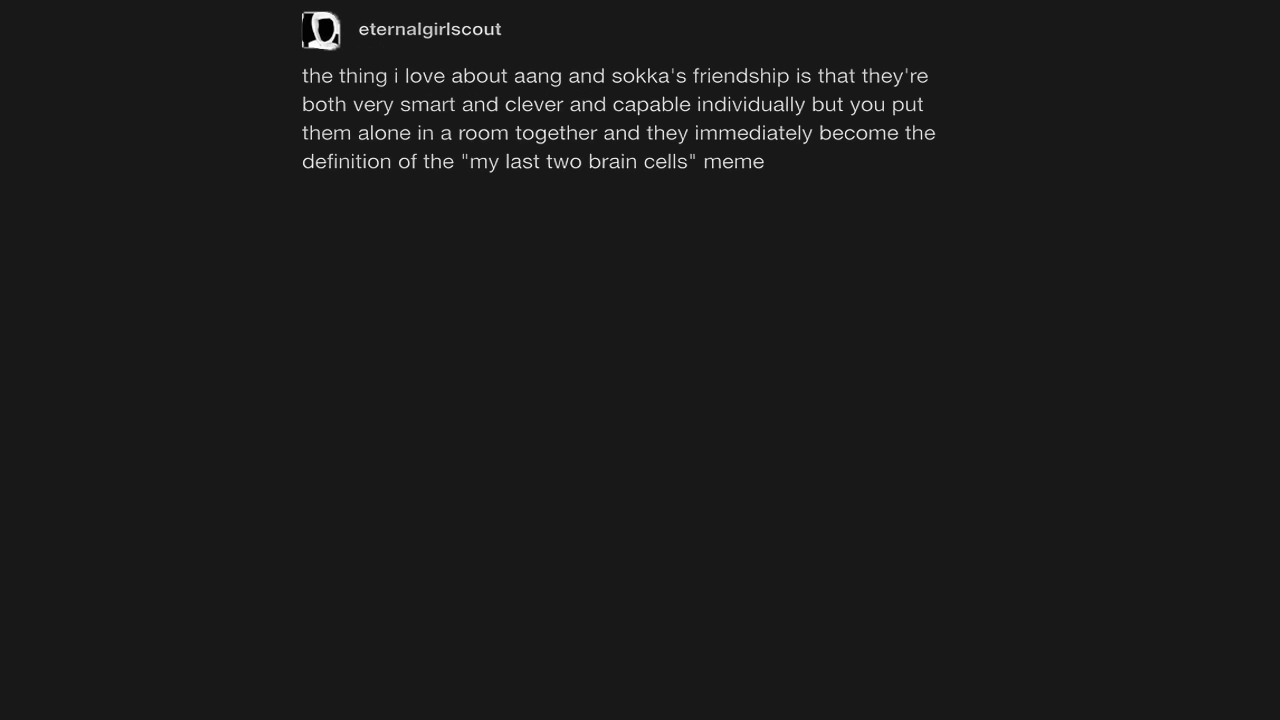 eternalgirlscout
the thing i love about aang and sokka's friendship is that they're
both very smart and clever and capable individually but you put
them alone in a room together and they immediately become the
definition of the "my last two brain cells" meme